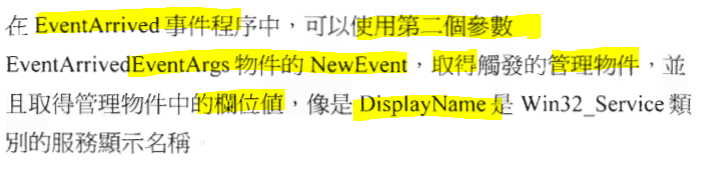 在 EventArrived 事件程序中，可以使用第二個參數
EventArrivedEventArgs 物件的 NewEvent，取得觸發的管理物件，並
且取得管理物件中的欄位值，像是 DisplayName 是 Win32_Service 類
別的服務顯示名稱